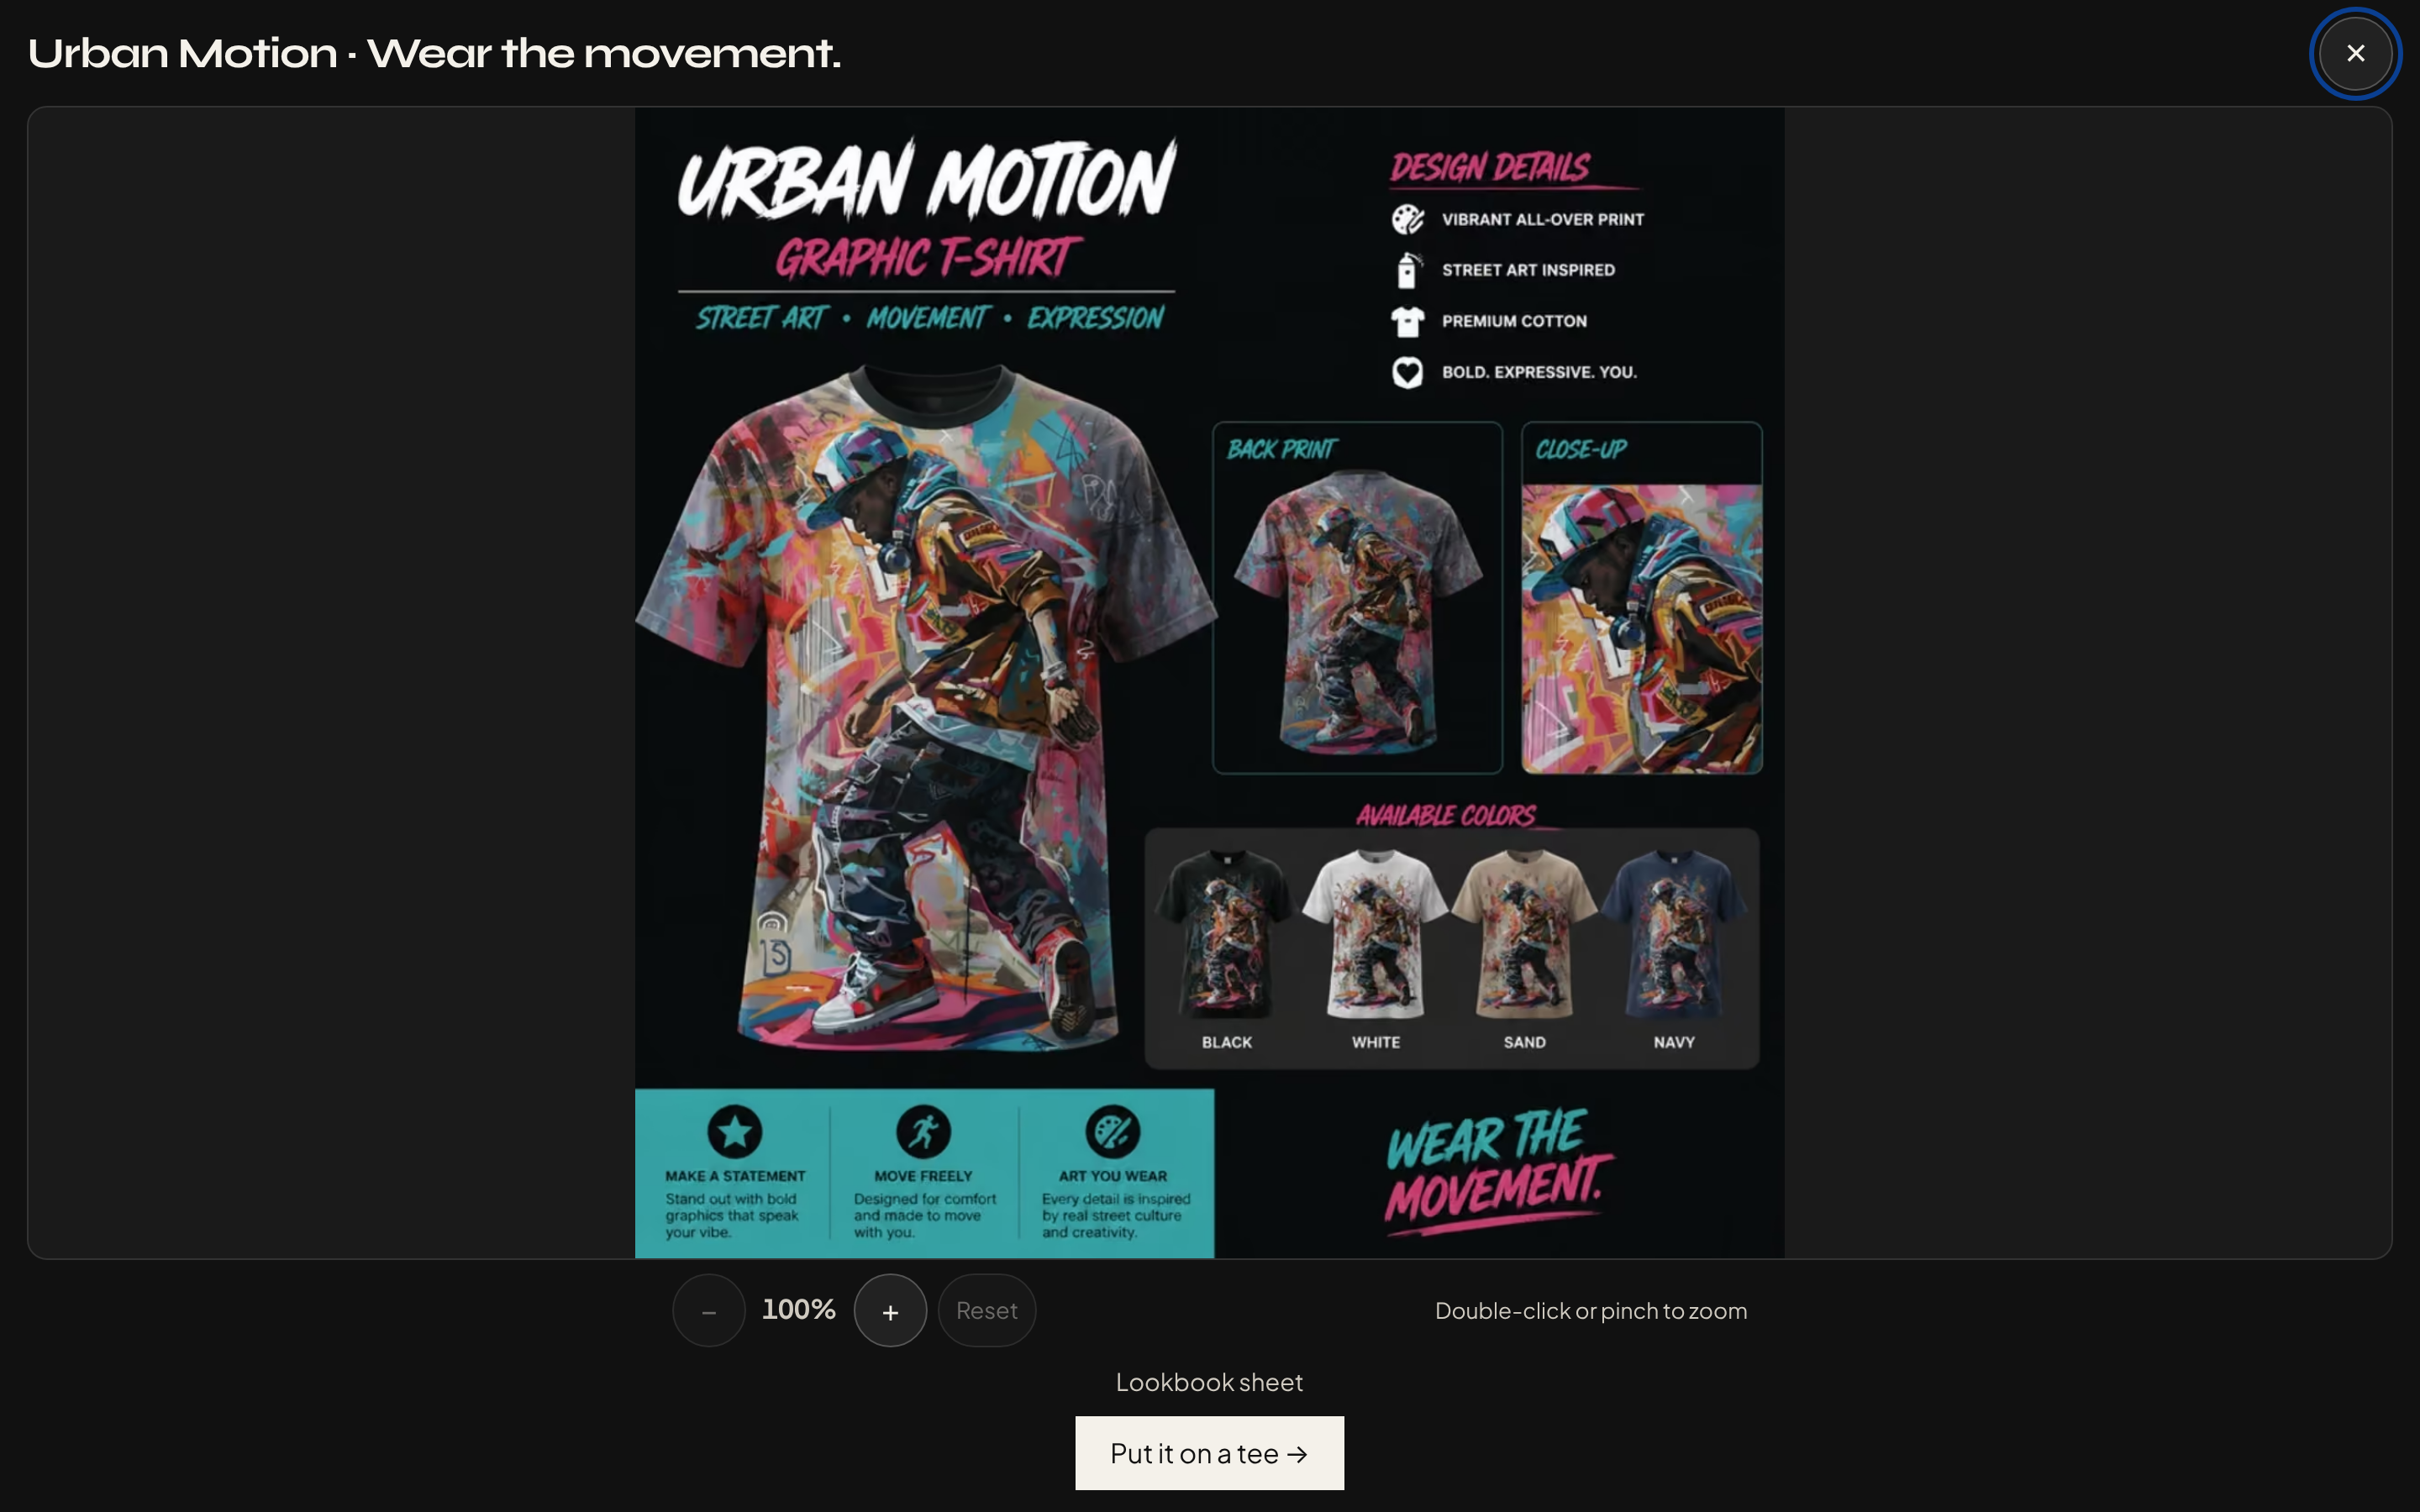 Urban Motion · Wear the movement.
URBAN MOTION
GRAPHIC T-SHIRT
STREET ART • MOVEMENT • EXPRESSION
DESIGN DETAILS
VIBRANT ALL-OVER PRINT
STREET ART INSPIRED
PREMIUM COTTON
BOLD. EXPRESSIVE. YOU.
BACK PRINT
CLOSE-UP
AVAILABLE COLORS
BLACK
WHITE
SAND
NAVY
MAKE A STATEMENT
Stand out with bold
graphics that speak
your vibe.
MOVE FREELY
Designed for comfort
and made to move
with you.
ART YOU WEAR
Every detail is inspired
by real street culture
and creativity.
WEAR THE
MOVEMENT.
100%
Reset
Double-click or pinch to zoom
Lookbook sheet
Put it on a tee →